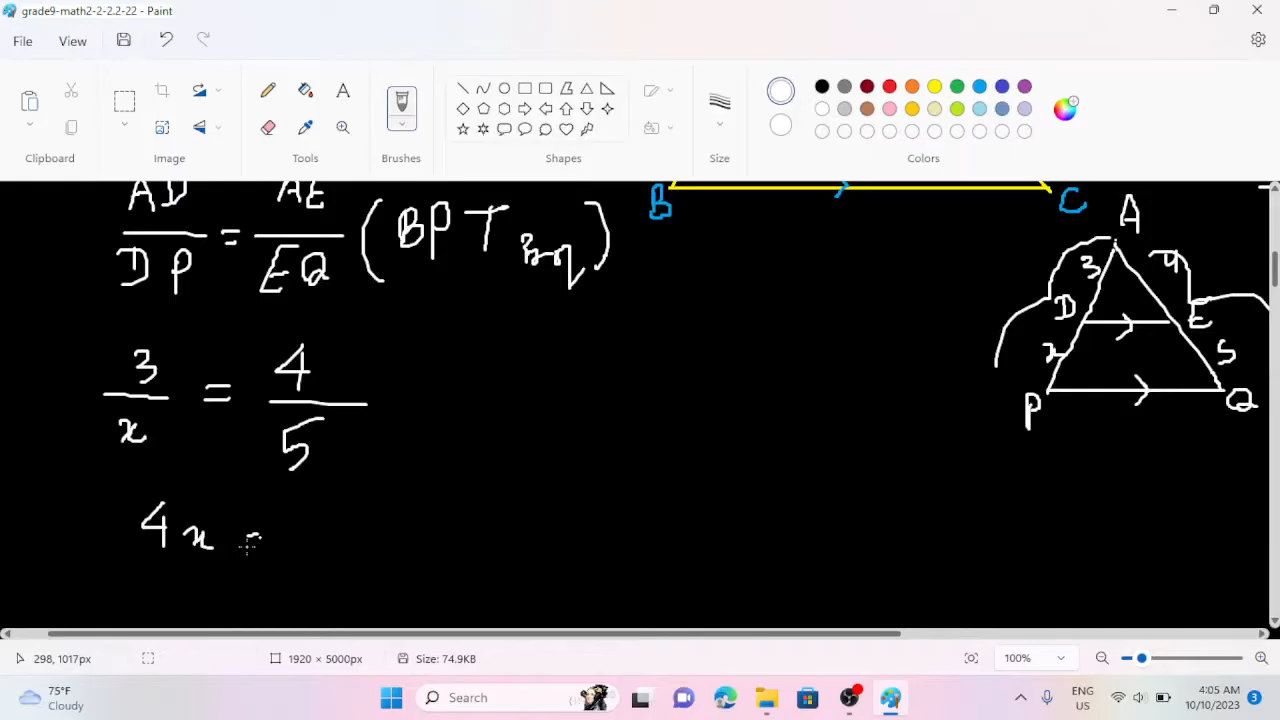 grade9-math2-2-2.2-22 - Paint
File View
Clipboard Image Tools Brushes Shapes Size Colors
B C
AD / DP = AE / EQ (BPT)
A
3 4
D E
x 5
P Q
3 / x = 4 / 5
4x =
298, 1017px 1920 × 5000px Size: 74.9KB 100%
75°F
Cloudy
Search
ENG
US
4:05 AM
10/10/2023
3